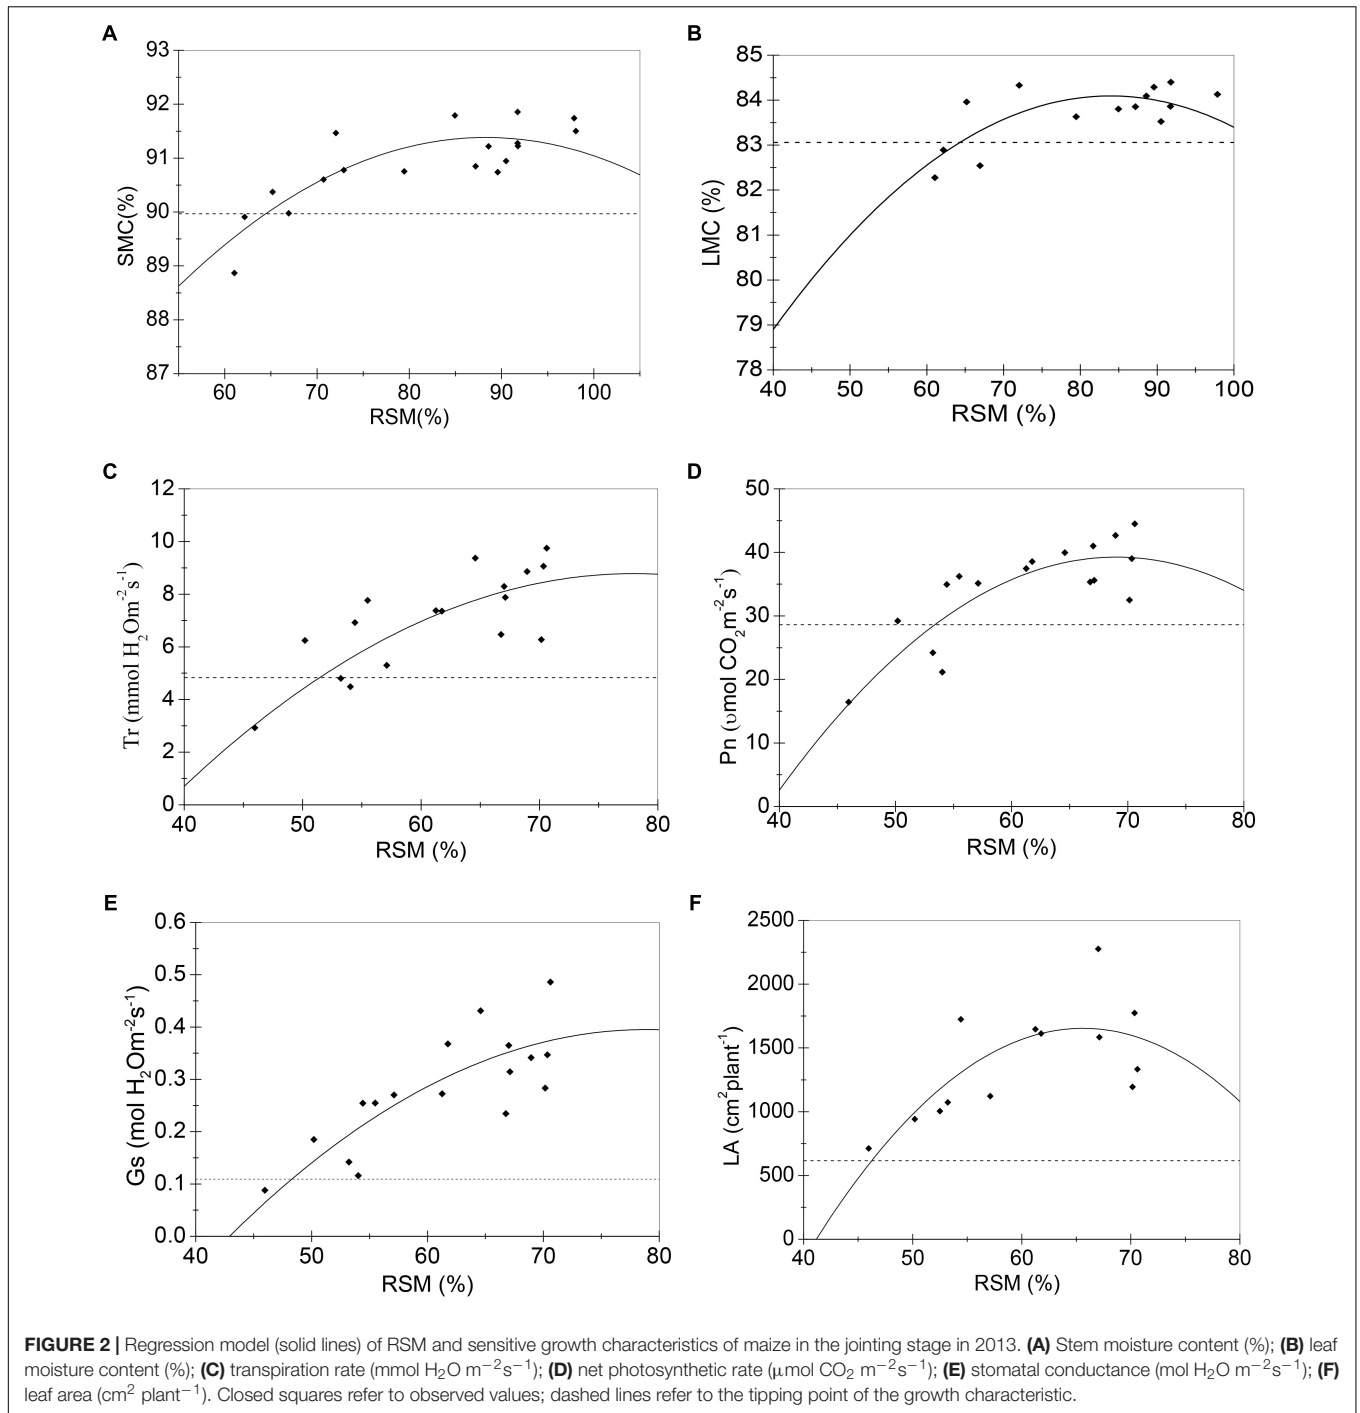 A
93
92
91
90
89
88
87
SMC(%)
60 70 80 90 100
RSM(%)
B
85
84
83
82
81
80
79
78
LMC (%)
40 50 60 70 80 90 100
RSM (%)
C
12
10
8
6
4
2
0
Tr (mmol H₂Om⁻²s⁻¹)
40 50 60 70 80
RSM (%)
D
50
40
30
20
10
0
Pn (υmol CO₂m⁻²s⁻¹)
40 50 60 70 80
RSM (%)
E
0.6
0.5
0.4
0.3
0.2
0.1
0.0
Gs (mol H₂Om⁻²s⁻¹)
40 50 60 70 80
RSM (%)
F
2500
2000
1500
1000
500
0
LA (cm²plant⁻¹)
40 50 60 70 80
RSM (%)
FIGURE 2 | Regression model (solid lines) of RSM and sensitive growth characteristics of maize in the jointing stage in 2013. (A) Stem moisture content (%); (B) leaf
moisture content (%); (C) transpiration rate (mmol H₂O m⁻²s⁻¹); (D) net photosynthetic rate (μmol CO₂ m⁻²s⁻¹); (E) stomatal conductance (mol H₂O m⁻²s⁻¹); (F)
leaf area (cm² plant⁻¹). Closed squares refer to observed values; dashed lines refer to the tipping point of the growth characteristic.